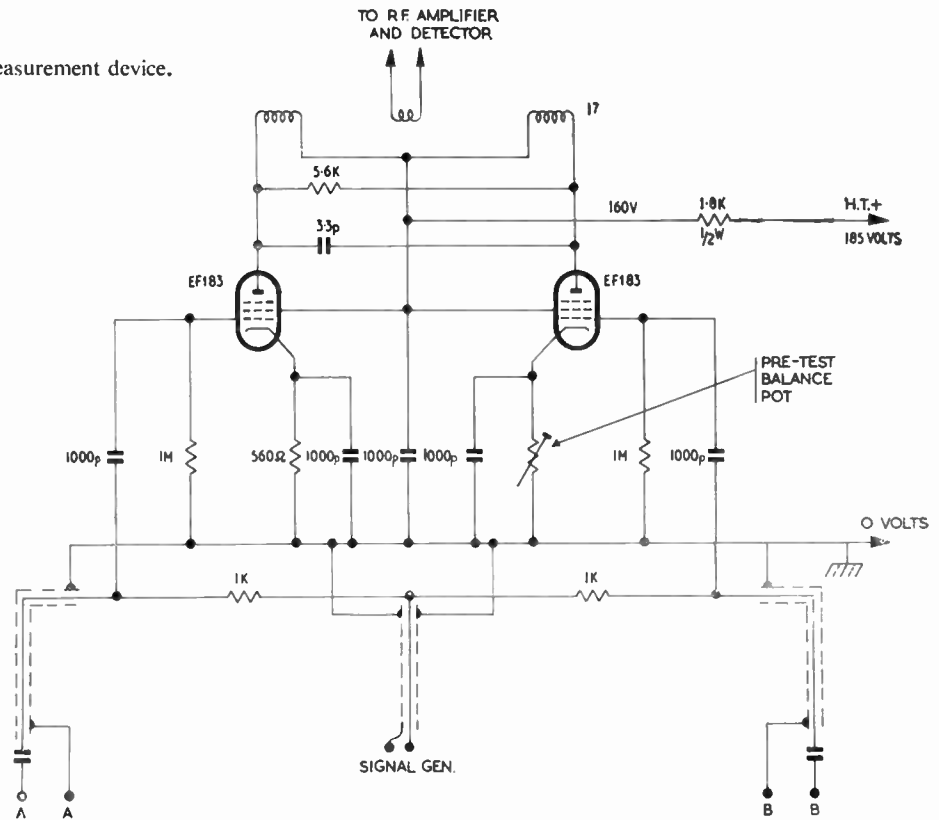 TO R.F. AMPLIFIER
AND DETECTOR
easurement device.
17
5·6K
160V
1·8K
½W
H.T.+
185 VOLTS
3·3p
EF183
EF183
PRE-TEST
BALANCE
POT
1000p
1M
560Ω
1000p
1000p
1000p
1M
1000p
O VOLTS
1K
1K
SIGNAL GEN.
A
A
B
B